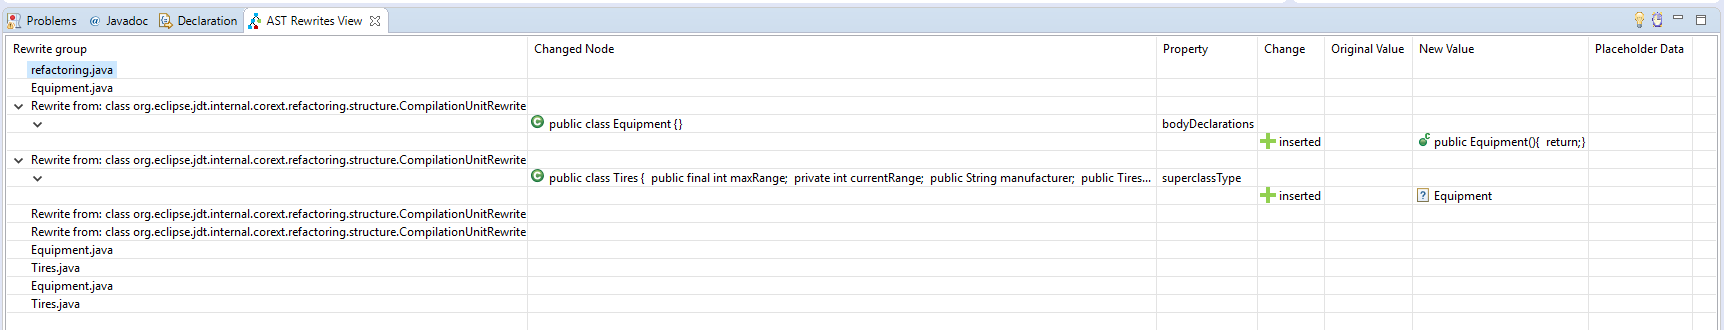 Problems @ Javadoc Declaration AST Rewrites View
Rewrite group Changed Node Property Change Original Value New Value Placeholder Data
refactoring.java
Equipment.java
Rewrite from: class org.eclipse.jdt.internal.corext.refactoring.structure.CompilationUnitRewrite
public class Equipment {} bodyDeclarations
inserted public Equipment(){ return;}
Rewrite from: class org.eclipse.jdt.internal.corext.refactoring.structure.CompilationUnitRewrite
public class Tires { public final int maxRange; private int currentRange; public String manufacturer; public Tires... superclassType
inserted Equipment
Rewrite from: class org.eclipse.jdt.internal.corext.refactoring.structure.CompilationUnitRewrite
Rewrite from: class org.eclipse.jdt.internal.corext.refactoring.structure.CompilationUnitRewrite
Equipment.java
Tires.java
Equipment.java
Tires.java